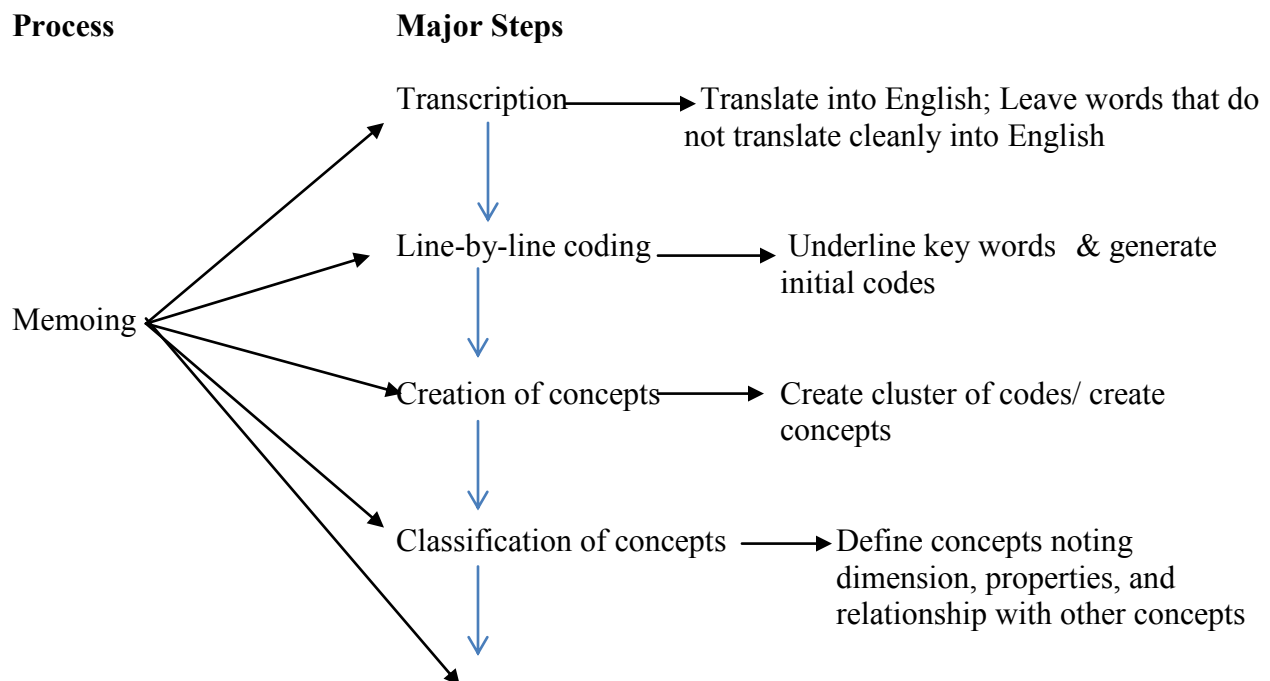 Process Major Steps
Transcription Translate into English; Leave words that do
not translate cleanly into English
Line-by-line coding Underline key words & generate
initial codes
Memoing
Creation of concepts Create cluster of codes/ create
concepts
Classification of concepts Define concepts noting
dimension, properties, and
relationship with other concepts